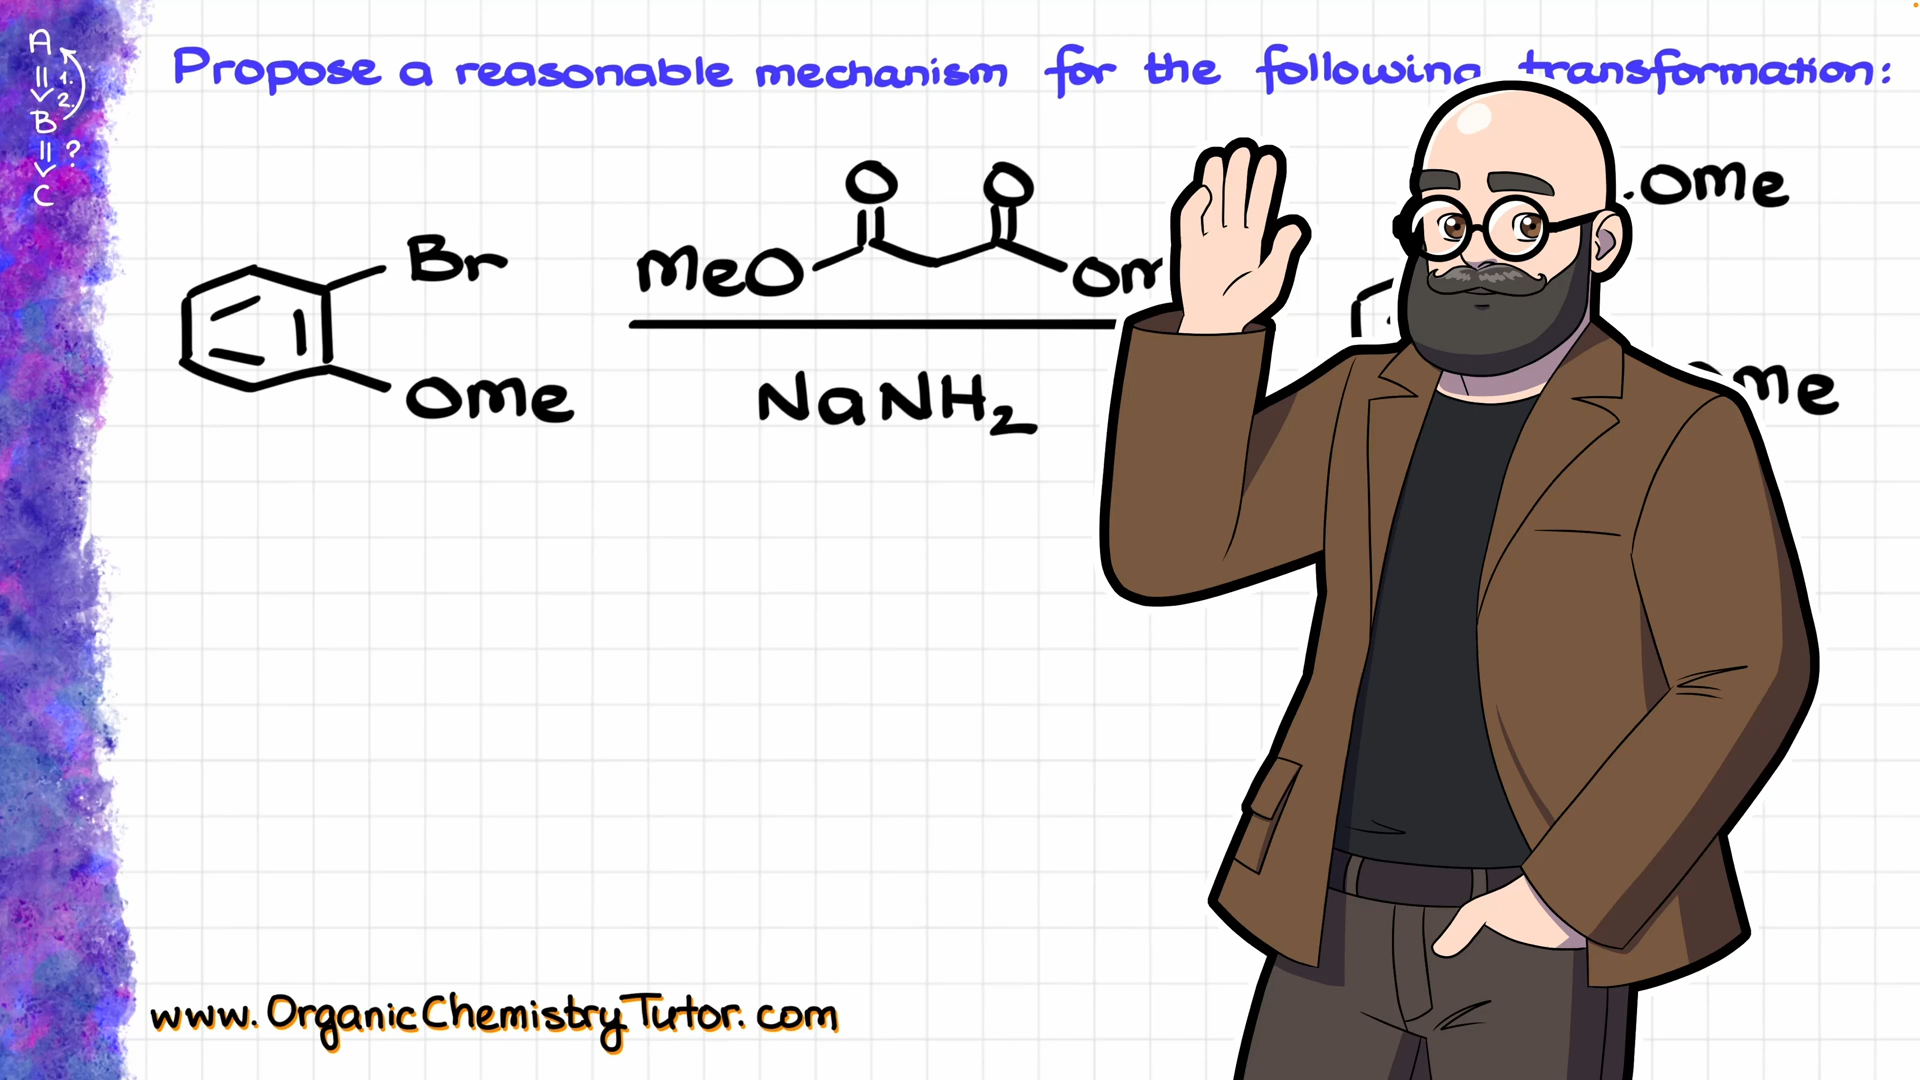 Propose a reasonable mechanism for the following transformation:
A
1.
2.
B
?
C
O O
MeO
Br
OMe
NaNH2
OMe
www.OrganicChemistryTutor.com